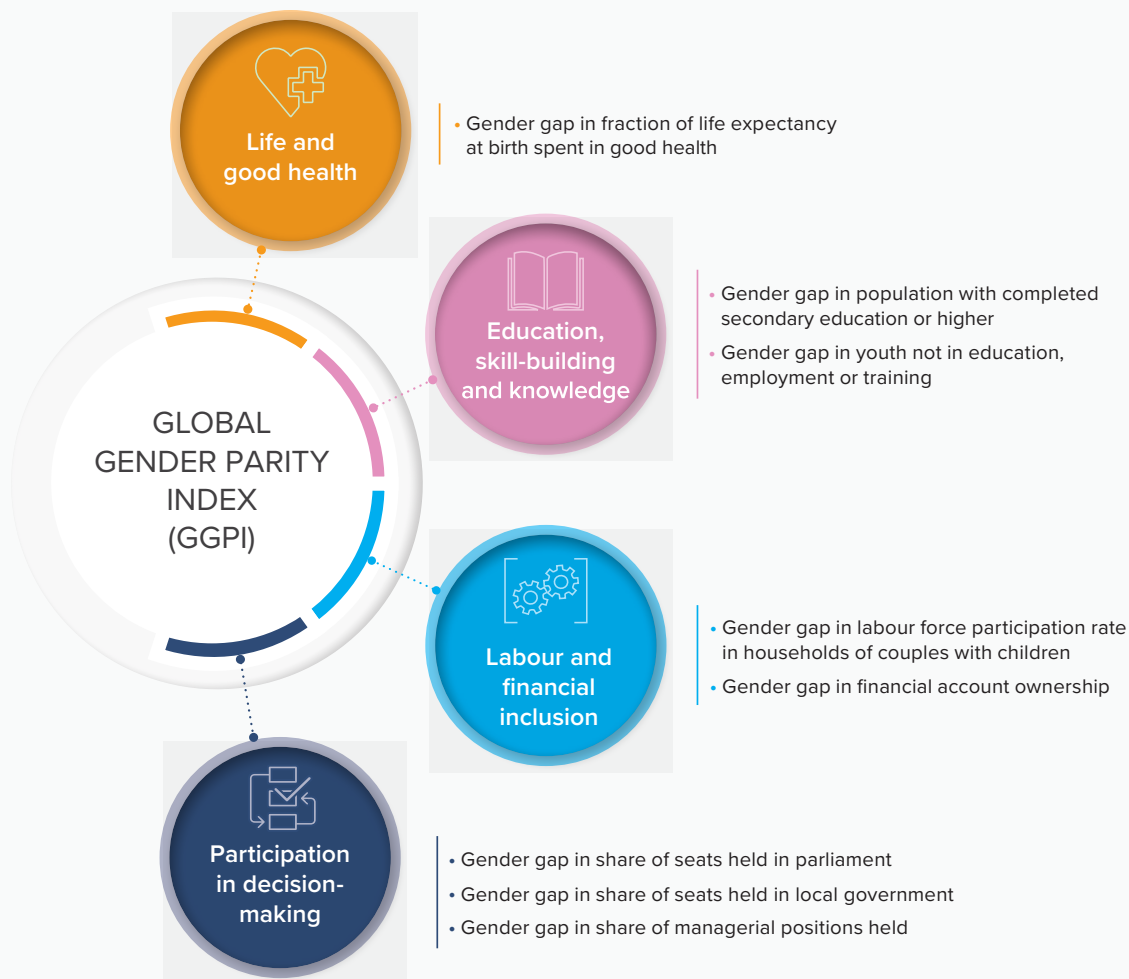 Life and
good health
• Gender gap in fraction of life expectancy
at birth spent in good health
Education,
skill-building
and knowledge
• Gender gap in population with completed
secondary education or higher
• Gender gap in youth not in education,
employment or training
GLOBAL
GENDER PARITY
INDEX
(GGPI)
Labour and
financial
inclusion
• Gender gap in labour force participation rate
in households of couples with children
• Gender gap in financial account ownership
Participation
in decision-
making
• Gender gap in share of seats held in parliament
• Gender gap in share of seats held in local government
• Gender gap in share of managerial positions held